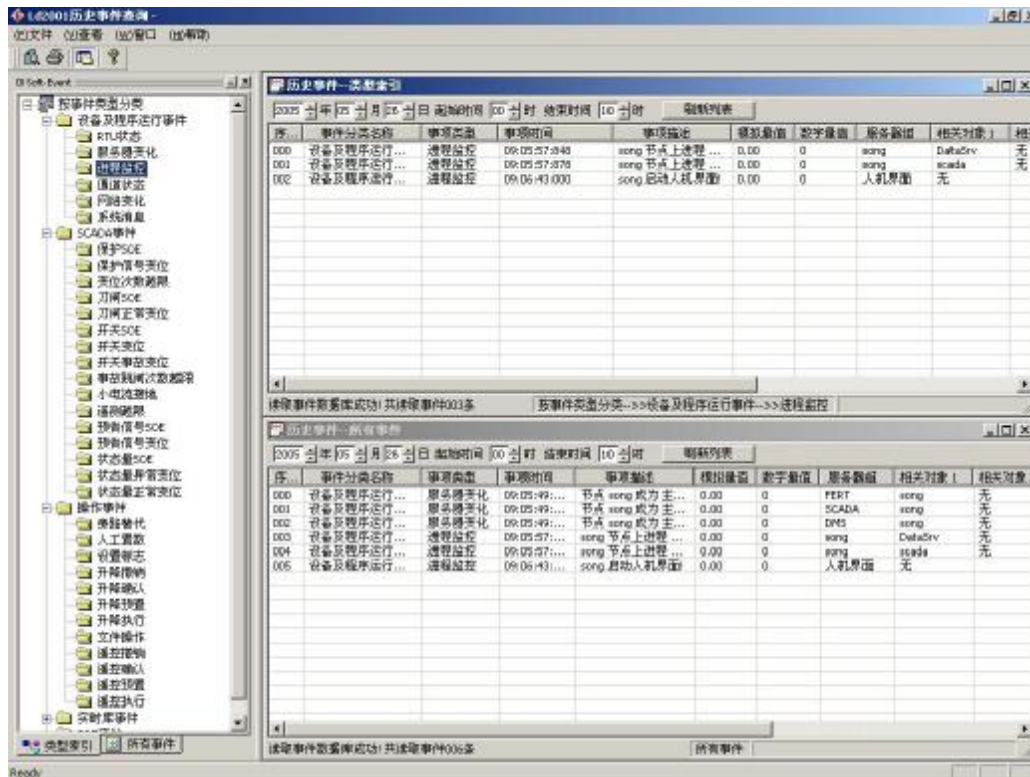 Ld2001历史事件查询 -
(F)文件 (V)查看 (W)窗口 (H)帮助
按事件类型分类
设备及程序运行事件
RTU状态
服务器变化
进程监控
通道状态
网络变化
系统消息
SCADA事件
保护SOE
保护信号变位
变位次数越限
刀闸SOE
刀闸正常变位
开关SOE
开关变位
开关事故变位
事故跳闸次数越限
小电流接地
遥测越限
预告信号SOE
预告信号变位
状态量SOE
状态量异常变位
状态量正常变位
操作事件
旁路替代
人工置数
设置标志
升降撤销
升降确认
升降预置
升降执行
文件操作
遥控撤销
遥控确认
遥控预置
遥控执行
实时库事件
类型索引 所有事件
Ready
历史事件--类型索引
2005 年 05 月 26 日 起始时间 00 时 结束时间 10 时 刷新列表
序... 事件分类名称 事项类型 事项时间 事项描述 模拟量值 数字量值 服务器组 相关对象1 相
000 设备及程序运行... 进程监控 09:05:57:848 song 节点上进程 ... 0.00 0 song DataSrv 无
001 设备及程序运行... 进程监控 09:05:57:878 song 节点上进程 ... 0.00 0 song scada 无
002 设备及程序运行... 进程监控 09:06:43:000 song 启动人机界面 0.00 0 人机界面 无
读取事件数据库成功! 共读取事件003条 按事件类型分类-->>设备及程序运行事件-->>进程监控
历史事件--所有事件
2005 年 05 月 26 日 起始时间 00 时 结束时间 10 时 刷新列表
序... 事件分类名称 事项类型 事项时间 事项描述 模拟量值 数字量值 服务器组 相关对象1 相关对象
000 设备及程序运行... 服务器变化 09:05:49:... 节点 song 成为 主... 0.00 0 FERT song 无
001 设备及程序运行... 服务器变化 09:05:49:... 节点 song 成为 主... 0.00 0 SCADA song 无
002 设备及程序运行... 服务器变化 09:05:49:... 节点 song 成为 主... 0.00 0 DMS song 无
003 设备及程序运行... 进程监控 09:05:57:... song 节点上进程 ... 0.00 0 song DataSrv 无
004 设备及程序运行... 进程监控 09:05:57:... song 节点上进程 ... 0.00 0 song scada 无
005 设备及程序运行... 进程监控 09:06:43:... song 启动人机界面 0.00 0 人机界面 无
读取事件数据库成功! 共读取事件006条 所有事件